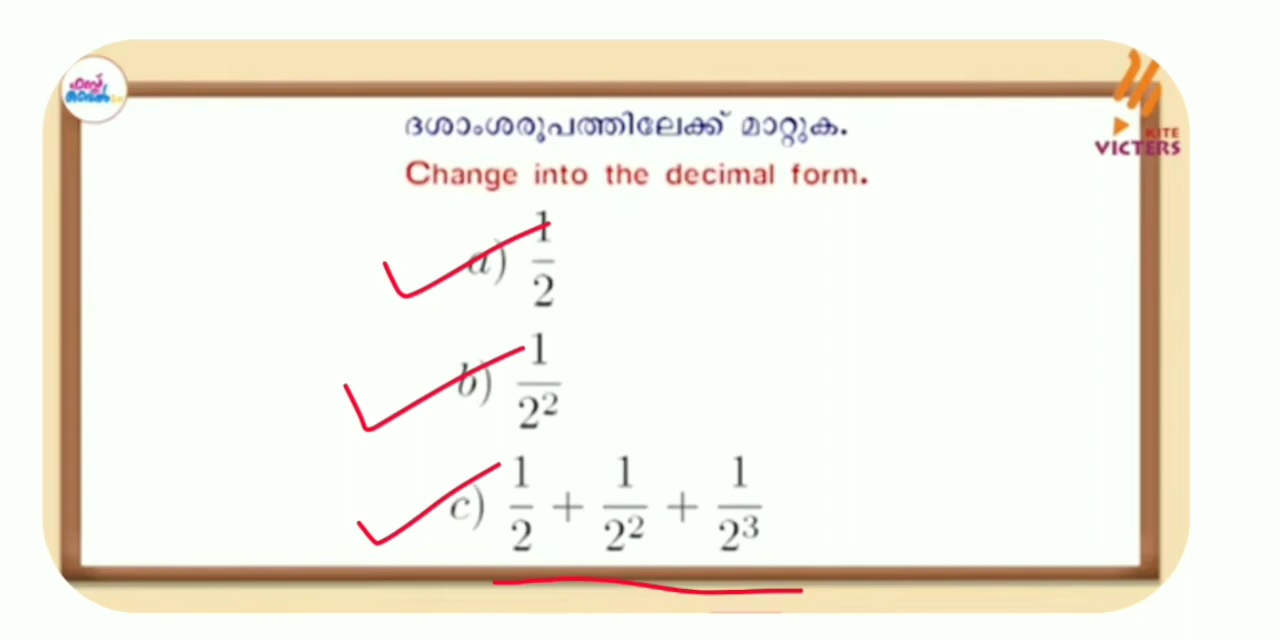 ദശാംശരൂപത്തിലേക്ക് മാറ്റുക.
KITE
VICTERS
Change into the decimal form.
a) 1/2
b) 1/2²
c) 1/2 + 1/2² + 1/2³